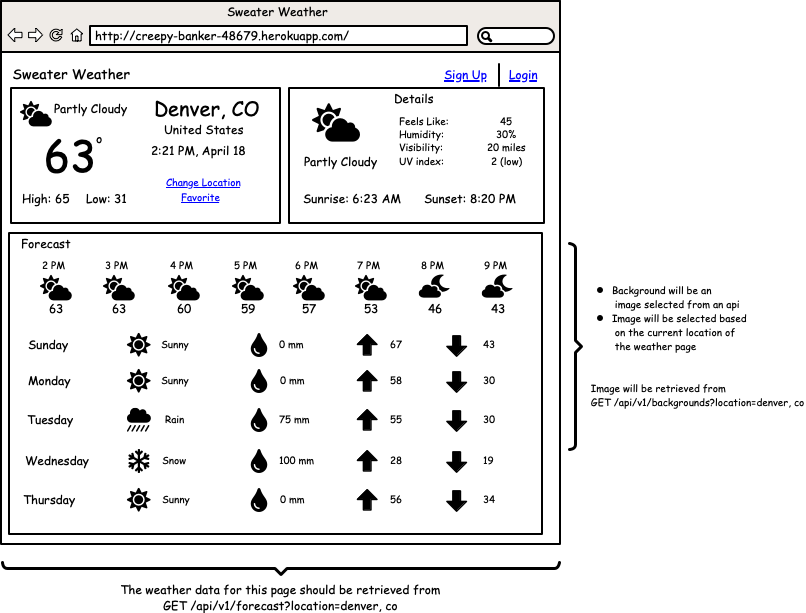 Sweater Weather
http://creepy-banker-48679.herokuapp.com/
Sweater Weather
Sign Up
Login
Partly Cloudy
63°
High: 65 Low: 31
Denver, CO
United States
2:21 PM, April 18
Change Location
Favorite
Details
Partly Cloudy
Feels Like: 45
Humidity: 30%
Visibility: 20 miles
UV index: 2 (low)
Sunrise: 6:23 AM Sunset: 8:20 PM
Forecast
2 PM 3 PM 4 PM 5 PM 6 PM 7 PM 8 PM 9 PM
63 63 60 59 57 53 46 43
Sunday Sunny 0 mm 67 43
Monday Sunny 0 mm 58 30
Tuesday Rain 75 mm 55 30
Wednesday Snow 100 mm 28 19
Thursday Sunny 0 mm 56 34
• Background will be an
image selected from an api
• Image will be selected based
on the current location of
the weather page
Image will be retrieved from
GET /api/v1/backgrounds?location=denver, co
The weather data for this page should be retrieved from
GET /api/v1/forecast?location=denver, co